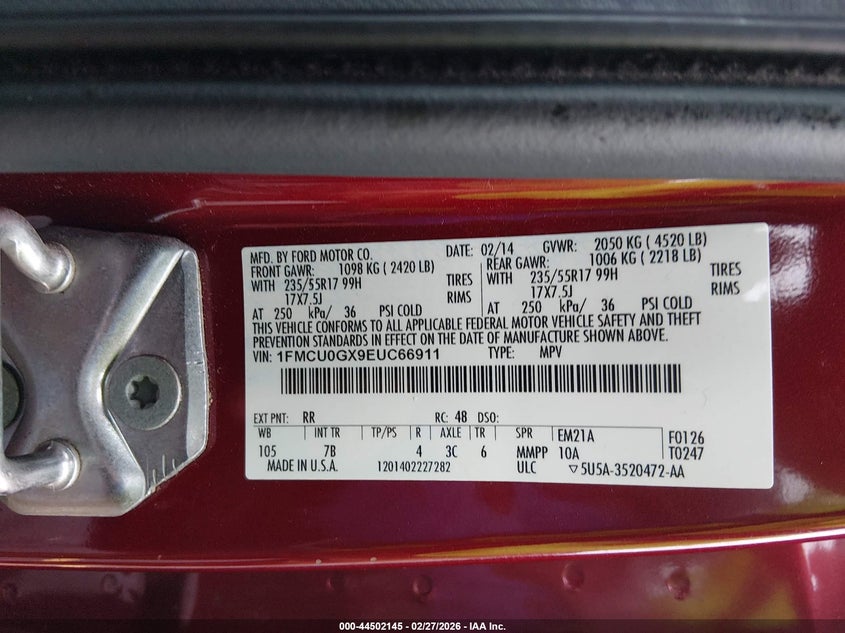 MFD. BY FORD MOTOR CO. DATE: 02/14 GVWR: 2050 KG ( 4520 LB)
FRONT GAWR: 1098 KG ( 2420 LB) REAR GAWR: 1006 KG ( 2218 LB)
WITH 235/55R17 99H TIRES WITH 235/55R17 99H TIRES
17X7.5J RIMS 17X7.5J RIMS
AT 250 kPa/ 36 PSI COLD AT 250 kPa/ 36 PSI COLD
THIS VEHICLE CONFORMS TO ALL APPLICABLE FEDERAL MOTOR VEHICLE SAFETY AND THEFT
PREVENTION STANDARDS IN EFFECT ON THE DATE OF MANUFACTURE SHOWN ABOVE.
VIN: 1FMCU0GX9EUC66911 TYPE: MPV
EXT PNT: RR RC: 48 DSO:
WB INT TR TP/PS R AXLE TR SPR EM21A F0126
105 7B 4 3C 6 MMPP 10A T0247
MADE IN U.S.A. 1201402227282 ULC ▽5U5A-3520472-AA
000-44502145 | 02/27/2026 - IAA Inc.